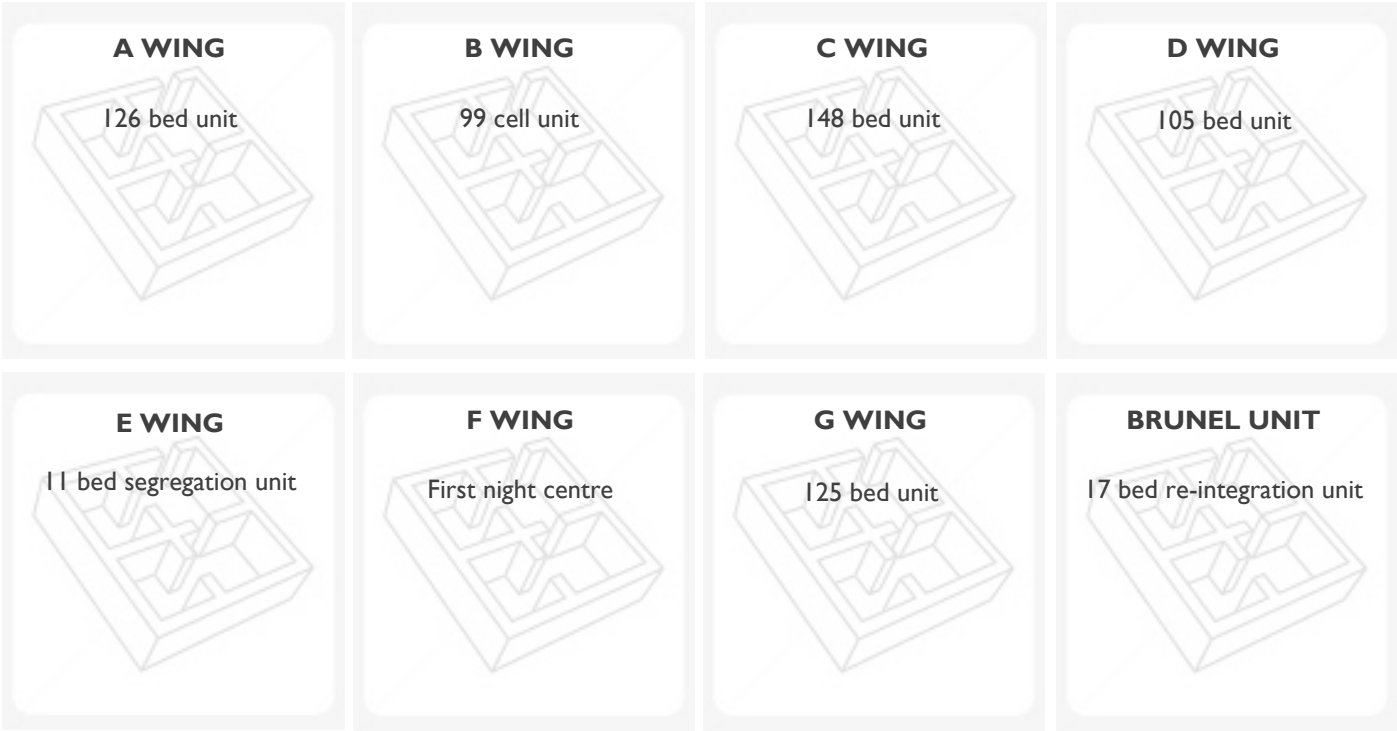 A WING
126 bed unit
B WING
99 cell unit
C WING
148 bed unit
D WING
105 bed unit
E WING
11 bed segregation unit
F WING
First night centre
G WING
125 bed unit
BRUNEL UNIT
17 bed re-integration unit